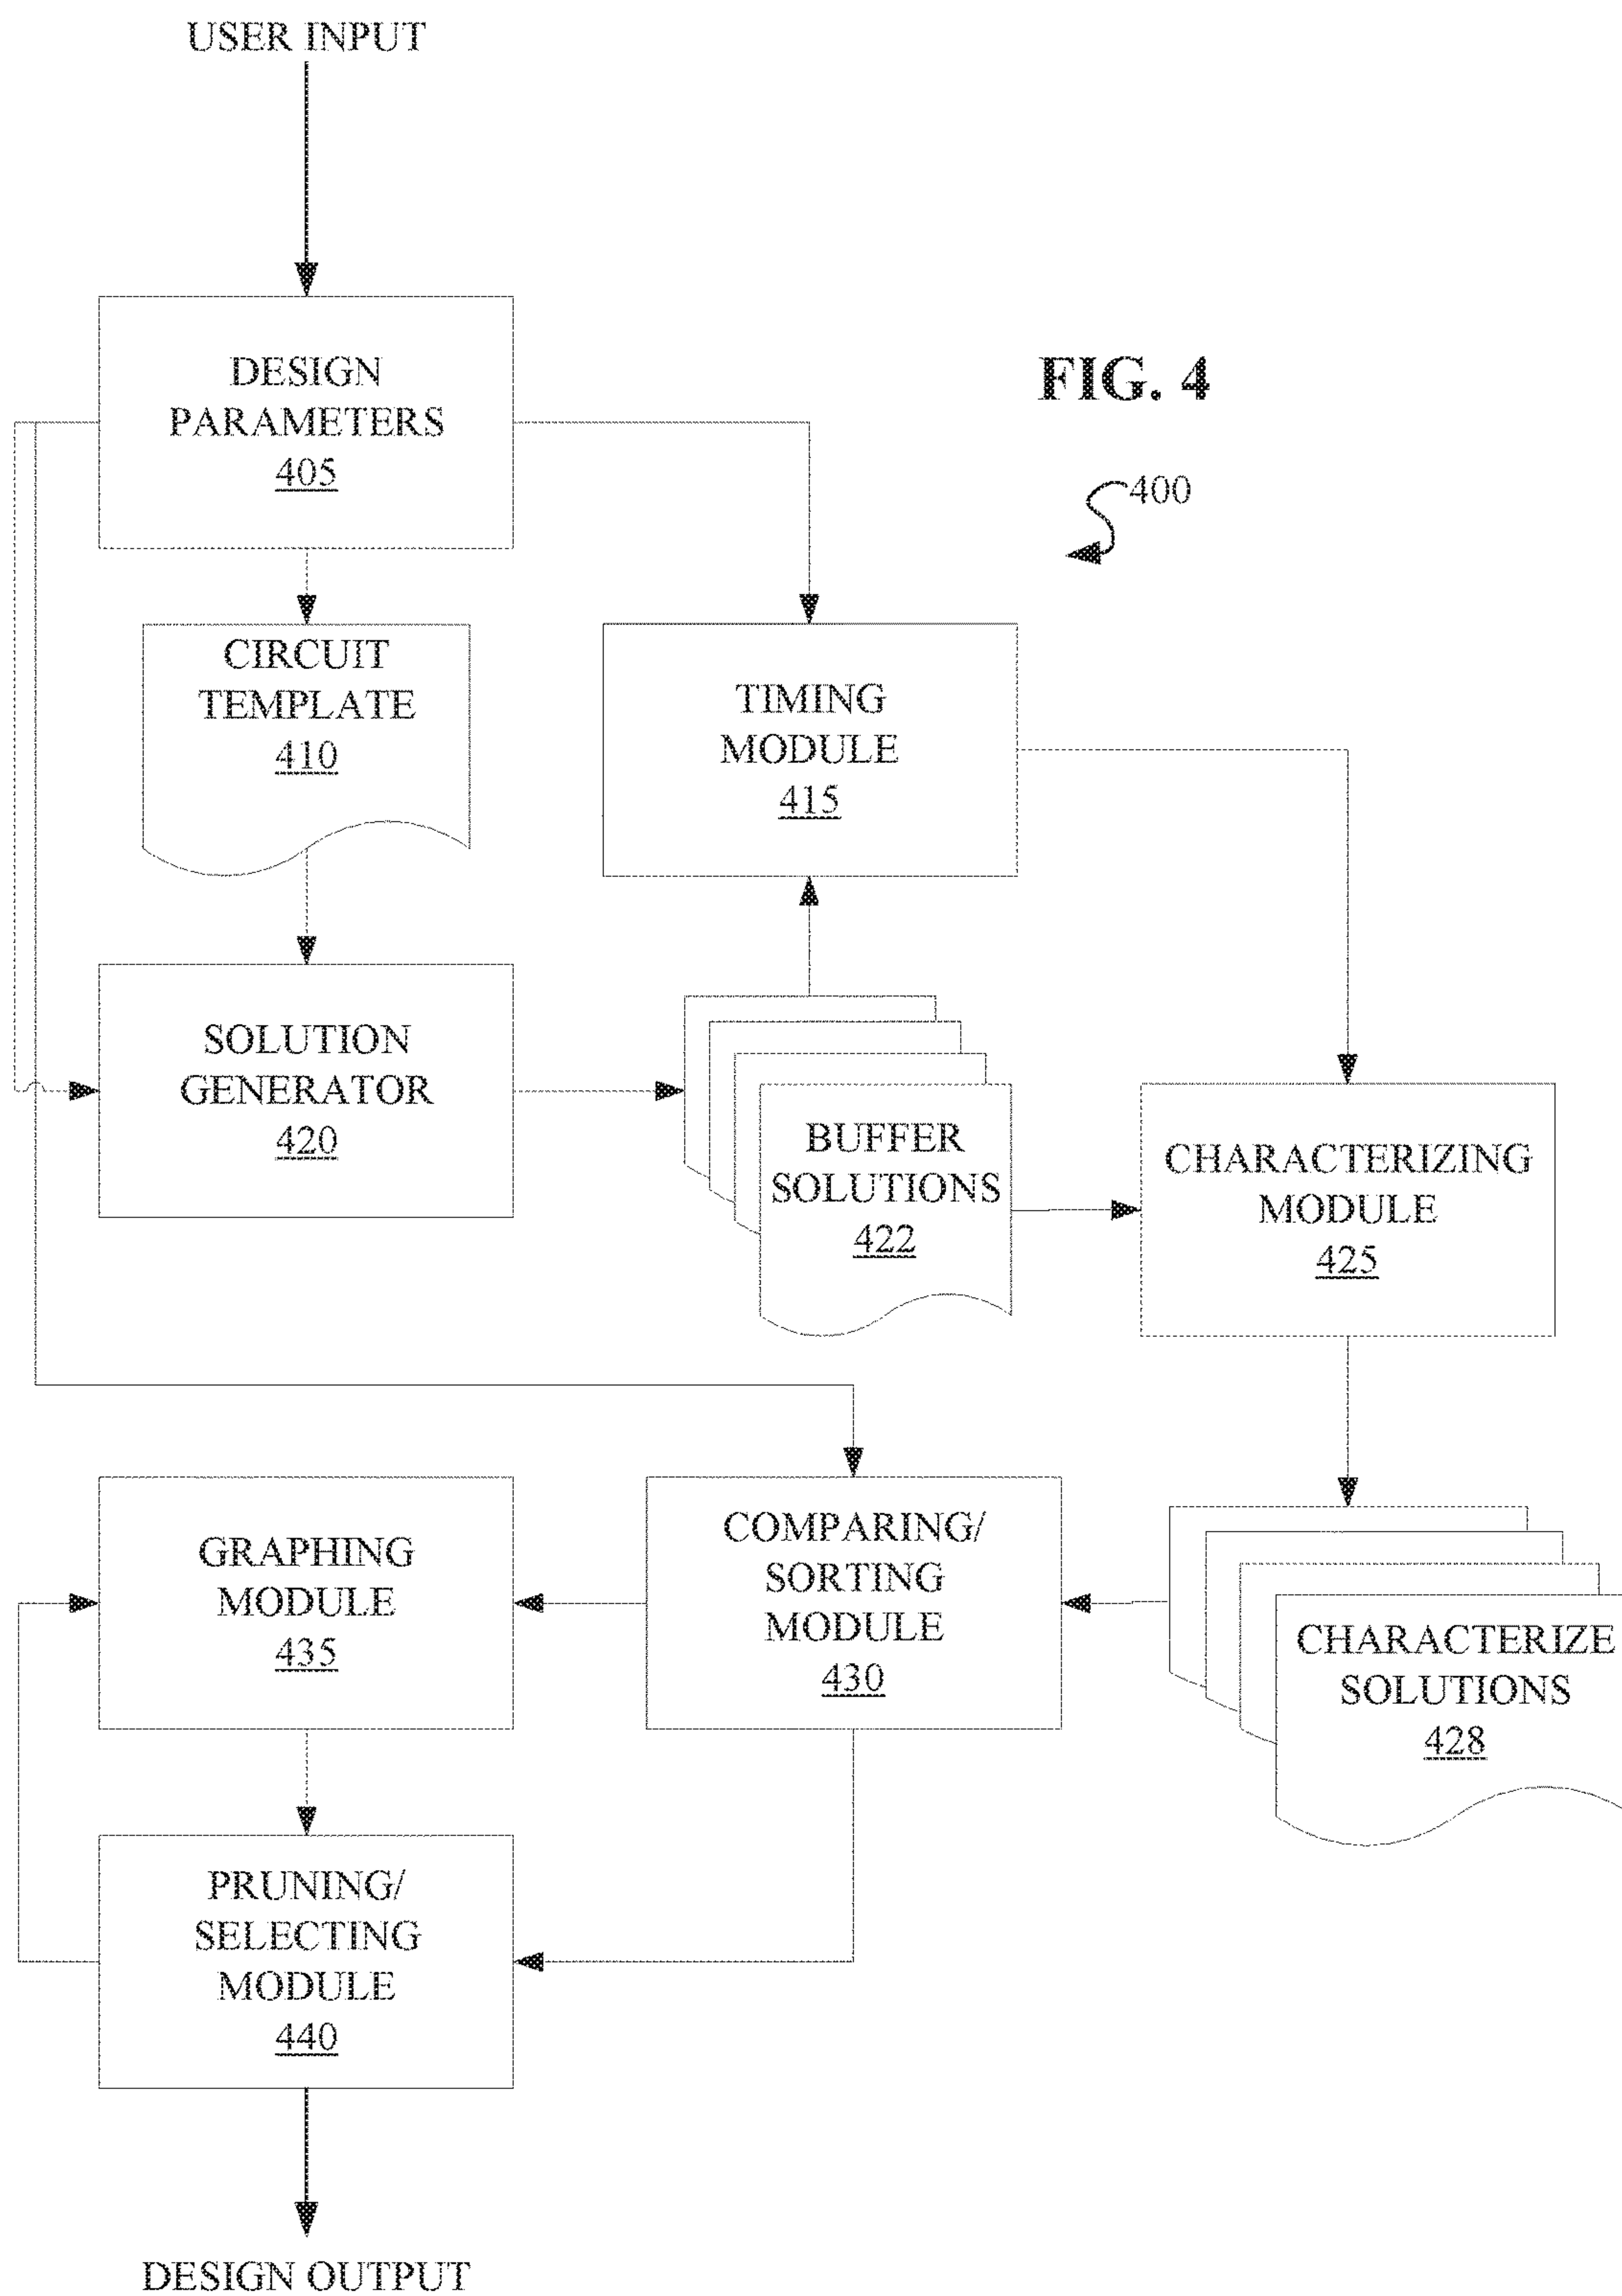 USER INPUT
DESIGN
PARAMETERS
405
FIG. 4
400
CIRCUIT
TEMPLATE
410
TIMING
MODULE
415
SOLUTION
GENERATOR
420
BUFFER
SOLUTIONS
422
CHARACTERIZING
MODULE
425
GRAPHING
MODULE
435
COMPARING/
SORTING
MODULE
430
CHARACTERIZE
SOLUTIONS
428
PRUNING/
SELECTING
MODULE
440
DESIGN OUTPUT